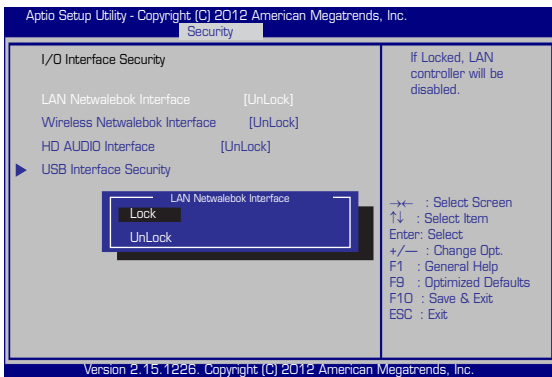 Aptio Setup Utility - Copyright (C) 2012 American Megatrends, Inc.
Security
I/O Interface Security
LAN Netwalebok Interface [UnLock]
Wireless Netwalebok Interface [UnLock]
HD AUDIO Interface [UnLock]
USB Interface Security
LAN Netwalebok Interface
Lock
UnLock
If Locked, LAN
controller will be
disabled.
→← : Select Screen
↑↓ : Select Item
Enter: Select
+/— : Change Opt.
F1 : General Help
F9 : Optimized Defaults
F10 : Save & Exit
ESC : Exit
Version 2.15.1226. Copyright (C) 2012 American Megatrends, Inc.